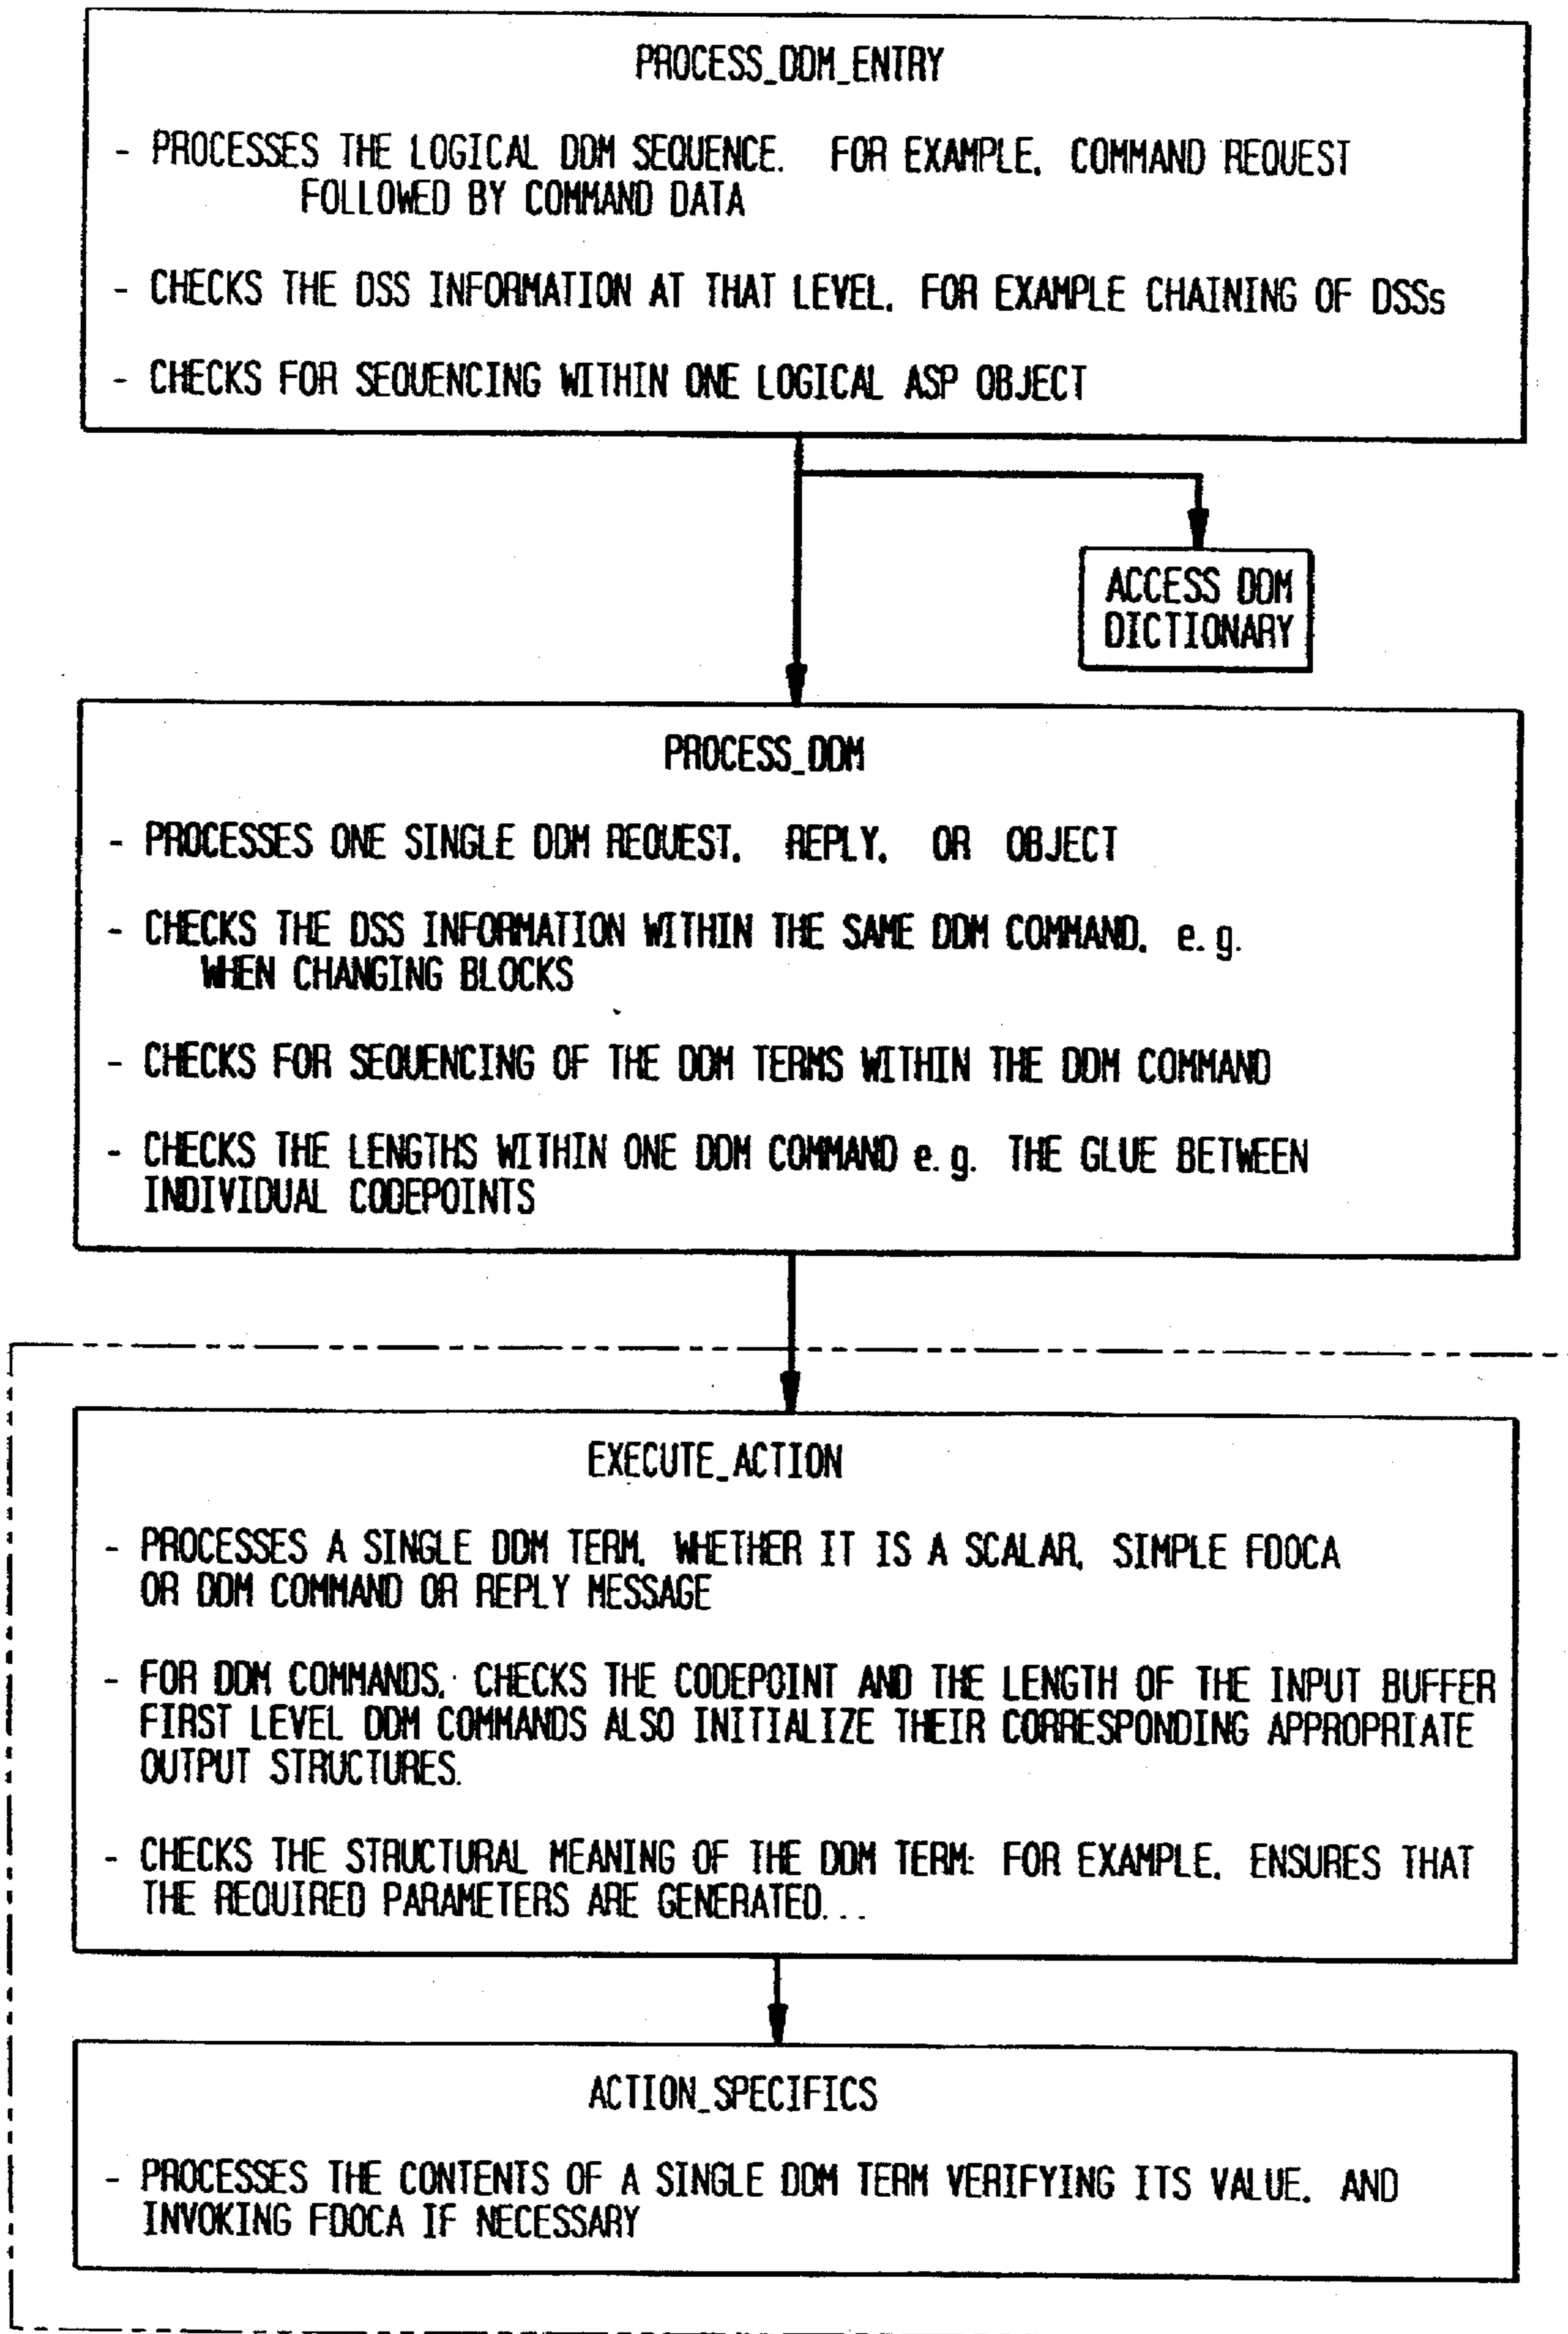 PROCESS_DDM_ENTRY
- PROCESSES THE LOGICAL DDM SEQUENCE. FOR EXAMPLE, COMMAND REQUEST
FOLLOWED BY COMMAND DATA
- CHECKS THE DSS INFORMATION AT THAT LEVEL. FOR EXAMPLE CHAINING OF DSSs
- CHECKS FOR SEQUENCING WITHIN ONE LOGICAL ASP OBJECT
ACCESS DDM
DICTIONARY
PROCESS_DDM
- PROCESSES ONE SINGLE DDM REQUEST, REPLY, OR OBJECT
- CHECKS THE DSS INFORMATION WITHIN THE SAME DDM COMMAND, e.g.
WHEN CHANGING BLOCKS
- CHECKS FOR SEQUENCING OF THE DDM TERMS WITHIN THE DDM COMMAND
- CHECKS THE LENGTHS WITHIN ONE DDM COMMAND e.g. THE GLUE BETWEEN
INDIVIDUAL CODEPOINTS
EXECUTE_ACTION
- PROCESSES A SINGLE DDM TERM, WHETHER IT IS A SCALAR, SIMPLE FDOCA
OR DDM COMMAND OR REPLY MESSAGE
- FOR DDM COMMANDS, CHECKS THE CODEPOINT AND THE LENGTH OF THE INPUT BUFFER
FIRST LEVEL DDM COMMANDS ALSO INITIALIZE THEIR CORRESPONDING APPROPRIATE
OUTPUT STRUCTURES.
- CHECKS THE STRUCTURAL MEANING OF THE DDM TERM: FOR EXAMPLE, ENSURES THAT
THE REQUIRED PARAMETERS ARE GENERATED...
ACTION_SPECIFICS
- PROCESSES THE CONTENTS OF A SINGLE DDM TERM VERIFYING ITS VALUE, AND
INVOKING FDOCA IF NECESSARY